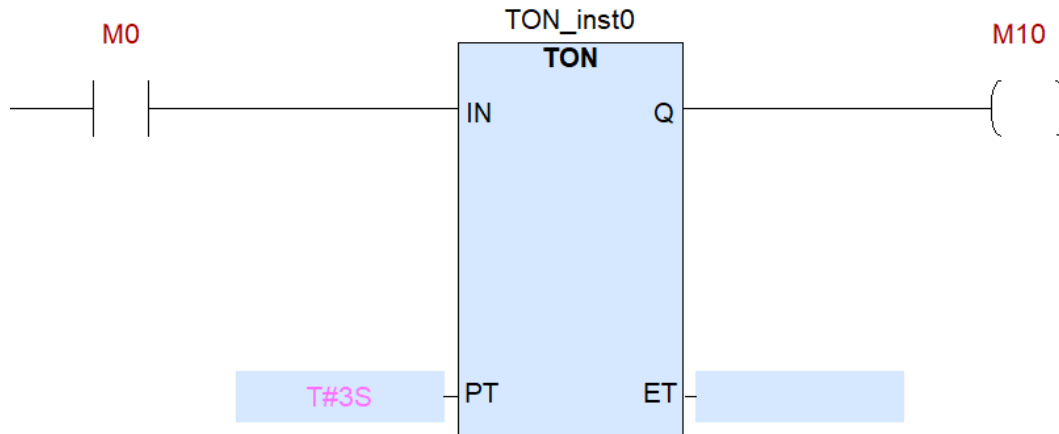 TON_inst0
M0
M10
TON
IN
Q
T#3S
PT
ET